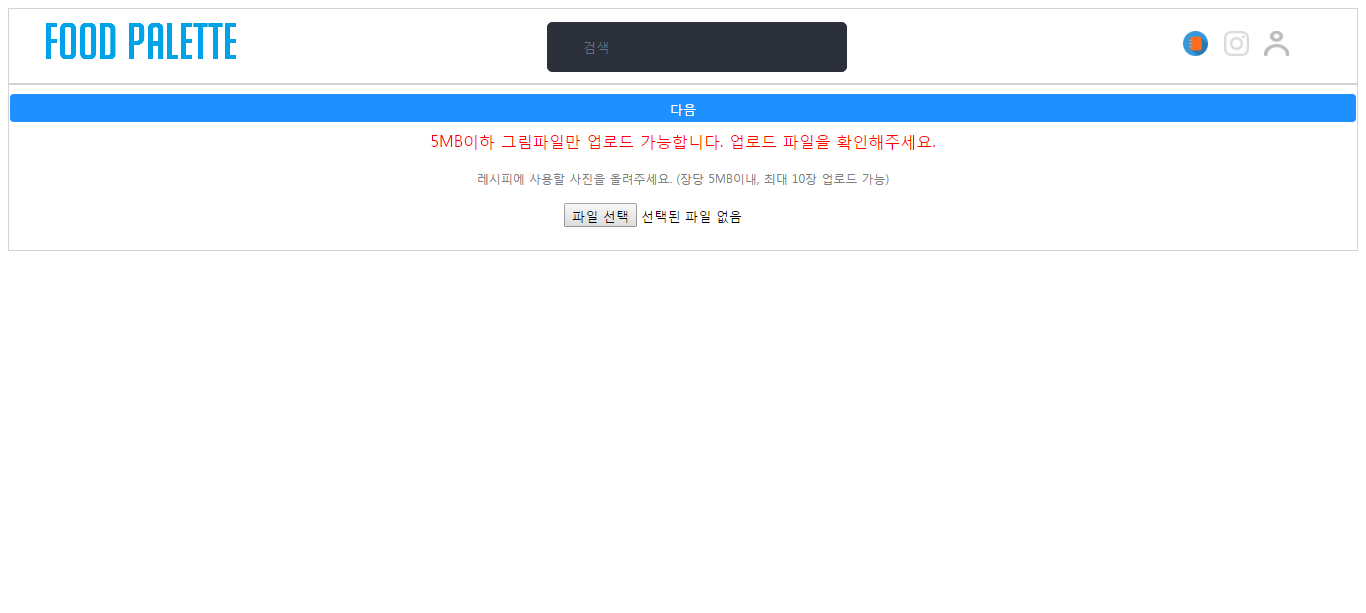 FOOD PALETTE
검색
다음
5MB이하 그림파일만 업로드 가능합니다. 업로드 파일을 확인해주세요.
레시피에 사용할 사진을 올려주세요. (장당 5MB이내, 최대 10장 업로드 가능)
파일 선택 선택된 파일 없음